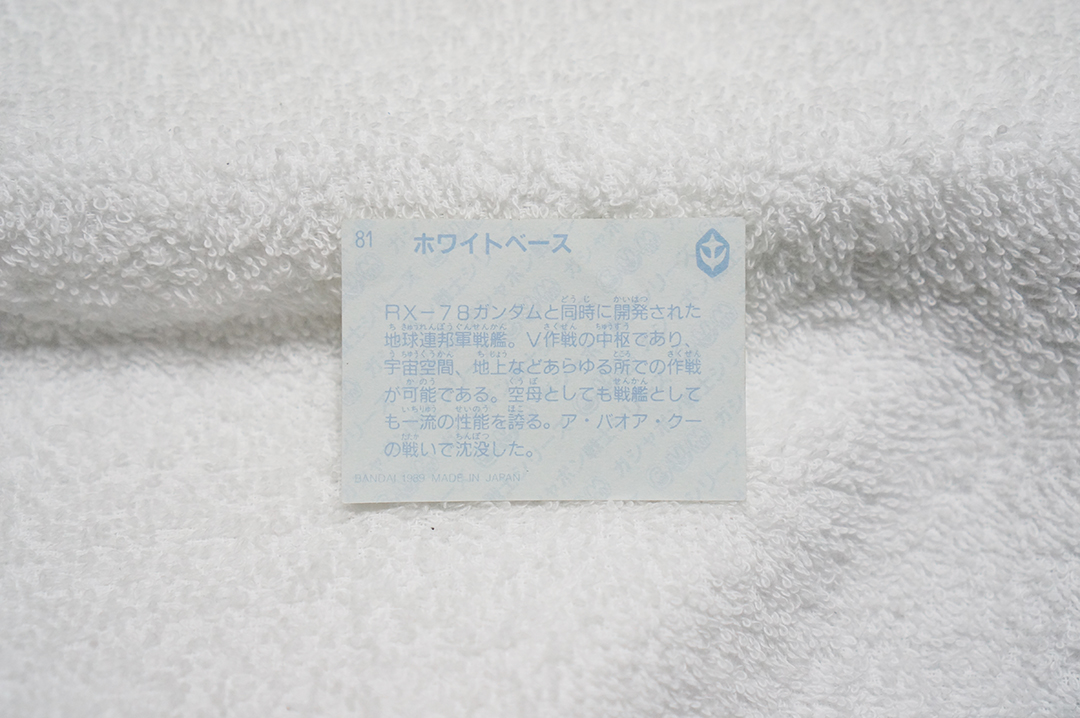 81 ホワイトベース
RX－78ガンダムと同時に開発された
地球連邦軍戦艦。V作戦の中枢であり、
宇宙空間、地上などあらゆる所での作戦
が可能である。空母としても戦艦として
も一流の性能を誇る。ア・バオア・クー
の戦いで沈没した。
BANDAI 1989 MADE IN JAPAN